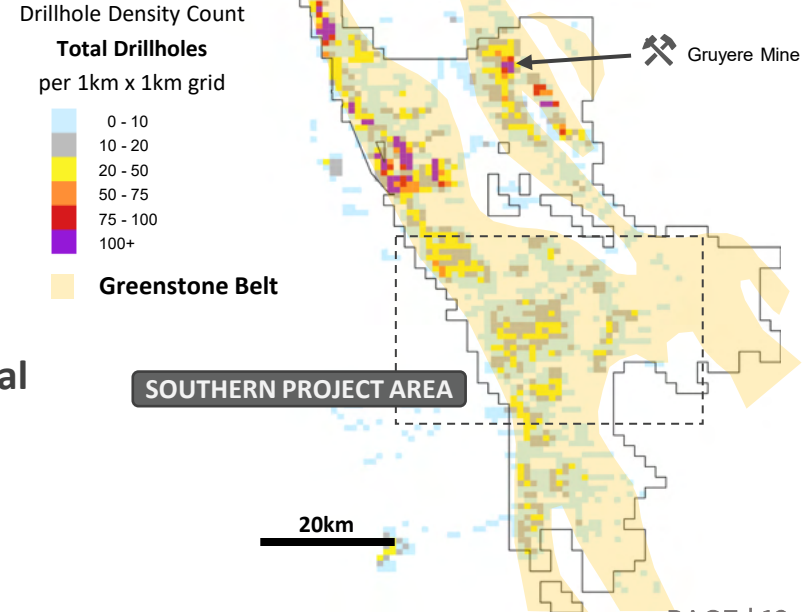 Drillhole Density Count
Total Drillholes
per 1km x 1km grid
0 - 10
10 - 20
20 - 50
50 - 75
75 - 100
100+
Greenstone Belt
Gruyere Mine
al
SOUTHERN PROJECT AREA
20km